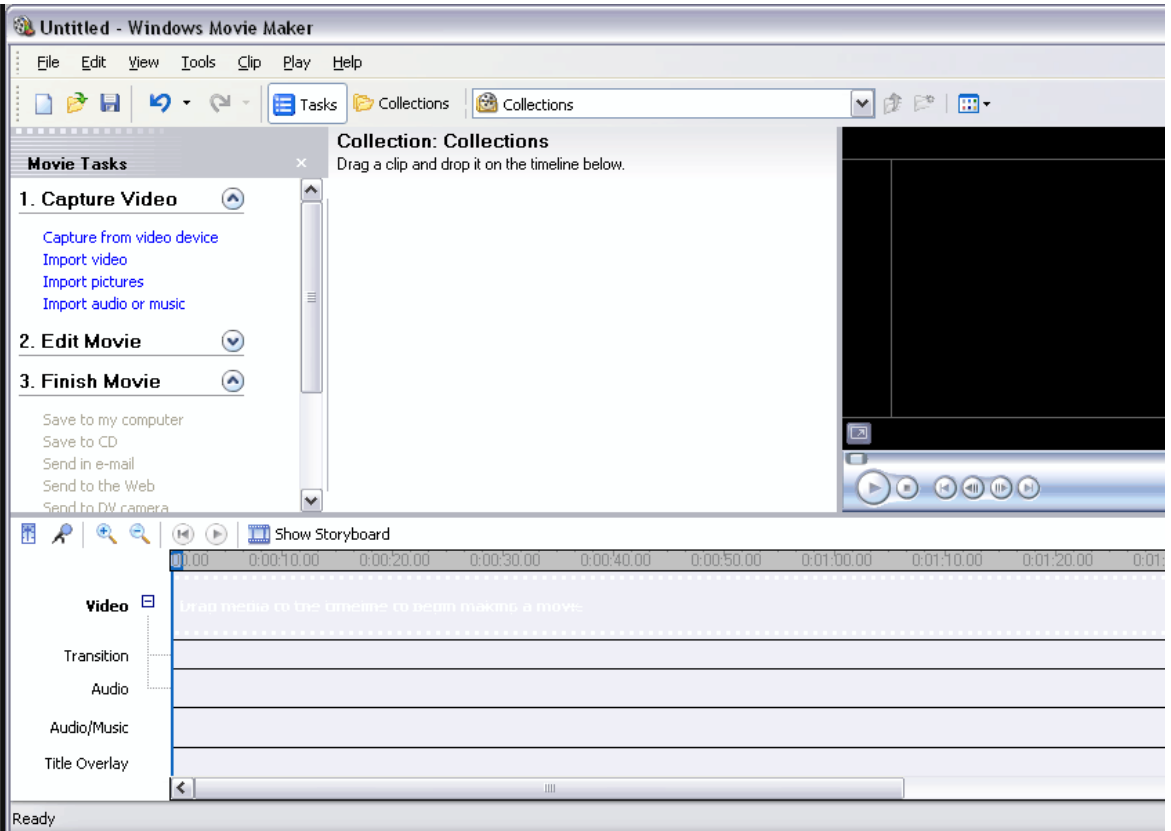 Untitled - Windows Movie Maker
File Edit View Tools Clip Play Help
Tasks Collections Collections
Movie Tasks
Collection: Collections
Drag a clip and drop it on the timeline below.
1. Capture Video
Capture from video device
Import video
Import pictures
Import audio or music
2. Edit Movie
3. Finish Movie
Save to my computer
Save to CD
Send in e-mail
Send to the Web
Send to DV camera
Show Storyboard
0:00:10.00 0:00:20.00 0:00:30.00 0:00:40.00 0:00:50.00 0:01:00.00 0:01:10.00 0:01:20.00 0:01:
Video
Drag media to the timeline to begin making a movie.
Transition
Audio
Audio/Music
Title Overlay
Ready